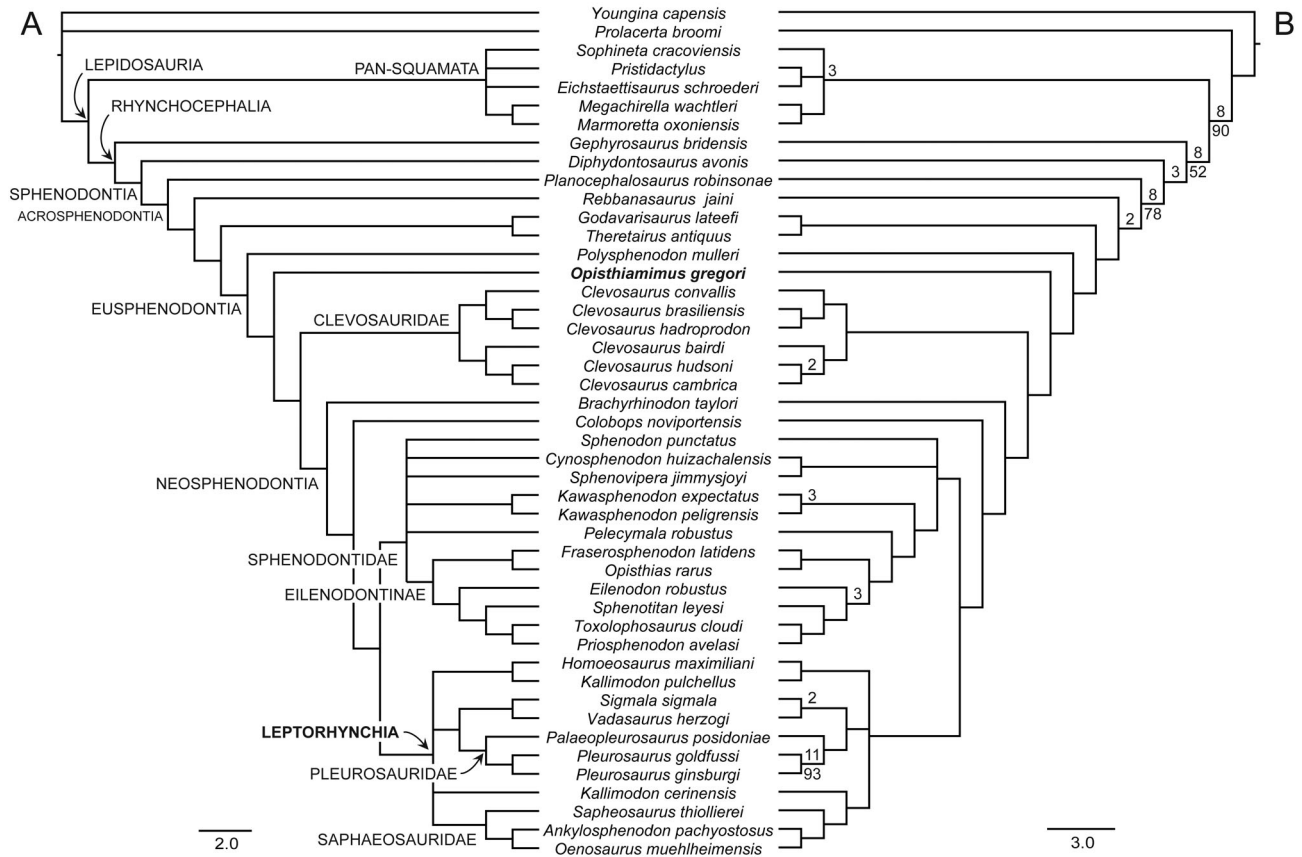 A
B
Youngina capensis
Prolacerta broomi
Sophineta cracoviensis
LEPIDOSAURIA
PAN-SQUAMATA
Pristidactylus
3
Eichstaettisaurus schroederi
RHYNCHOCEPHALIA
Megachirella wachtleri
8
Marmoretta oxoniensis
90
Gephyrosaurus bridensis
8
Diphydontosaurus avonis
3
52
Planocephalosaurus robinsonae
SPHENODONTIA
Rebbanasaurus jaini
8
ACROSPHENODONTIA
Godavarisaurus lateefi
2
78
Theretairus antiquus
Polysphenodon mulleri
Opisthiamimus gregori
Clevosaurus convallis
EUSPHENODONTIA
Clevosaurus brasiliensis
CLEVOSAURIDAE
Clevosaurus hadroprodon
Clevosaurus bairdi
Clevosaurus hudsoni
2
Clevosaurus cambrica
Brachyrhinodon taylori
Colobops noviportensis
Sphenodon punctatus
Cynosphenodon huizachalensis
Sphenovipera jimmysjoyi
NEOSPHENODONTIA
Kawasphenodon expectatus
3
Kawasphenodon peligrensis
Pelecymala robustus
Fraserosphenodon latidens
SPHENODONTIDAE
Opisthias rarus
EILENODONTINAE
Eilenodon robustus
3
Sphenotitan leyesi
Toxolophosaurus cloudi
Priosphenodon avelasi
Homoeosaurus maximiliani
Kallimodon pulchellus
Sigmala sigmala
2
Vadasaurus herzogi
LEPTORHYNCHIA
Palaeopleurosaurus posidoniae
Pleurosaurus goldfussi
11
PLEUROSAURIDAE
Pleurosaurus ginsburgi
93
Kallimodon cerinensis
Sapheosaurus thiollierei
SAPHAEOSAURIDAE
Ankylosphenodon pachyostosus
Oenosaurus muehlheimensis
2.0
3.0